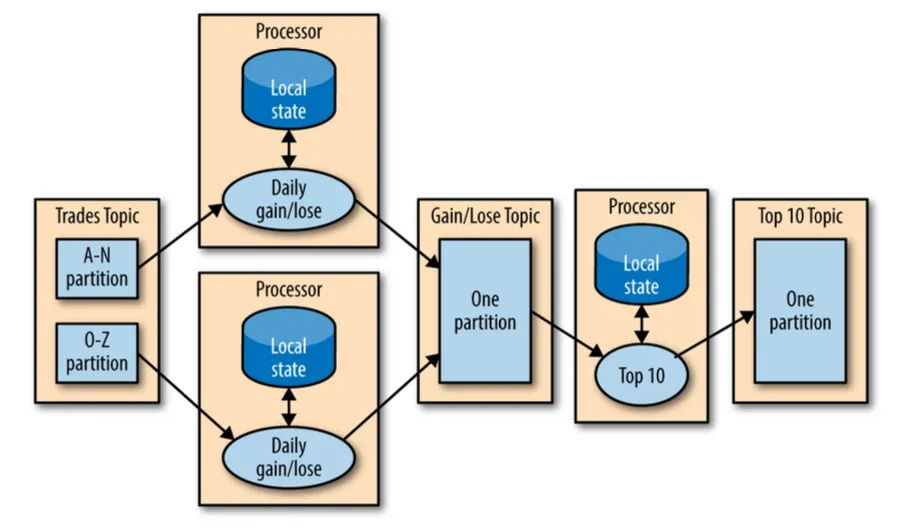 Trades Topic
A-N
partition
O-Z
partition
Processor
Local
state
Daily
gain/lose
Processor
Local
state
Daily
gain/lose
Gain/Lose Topic
One
partition
Processor
Local
state
Top 10
Top 10 Topic
One
partition